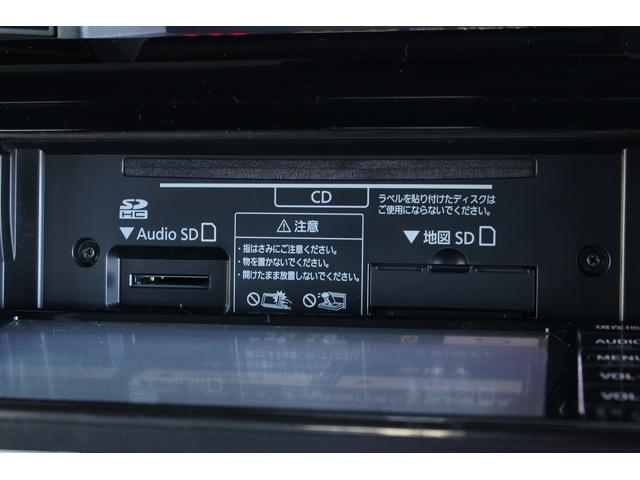 CD
ラベルを貼り付けたディスクは
ご使用にならないでください。
SD
HC
▼Audio SD
⚠注意
・指はさみにご注意ください。
・物を置かないでください。
・開けたまま放置しないでください。
▼地図 SD
AUDIO
MENU
VOL
VOL